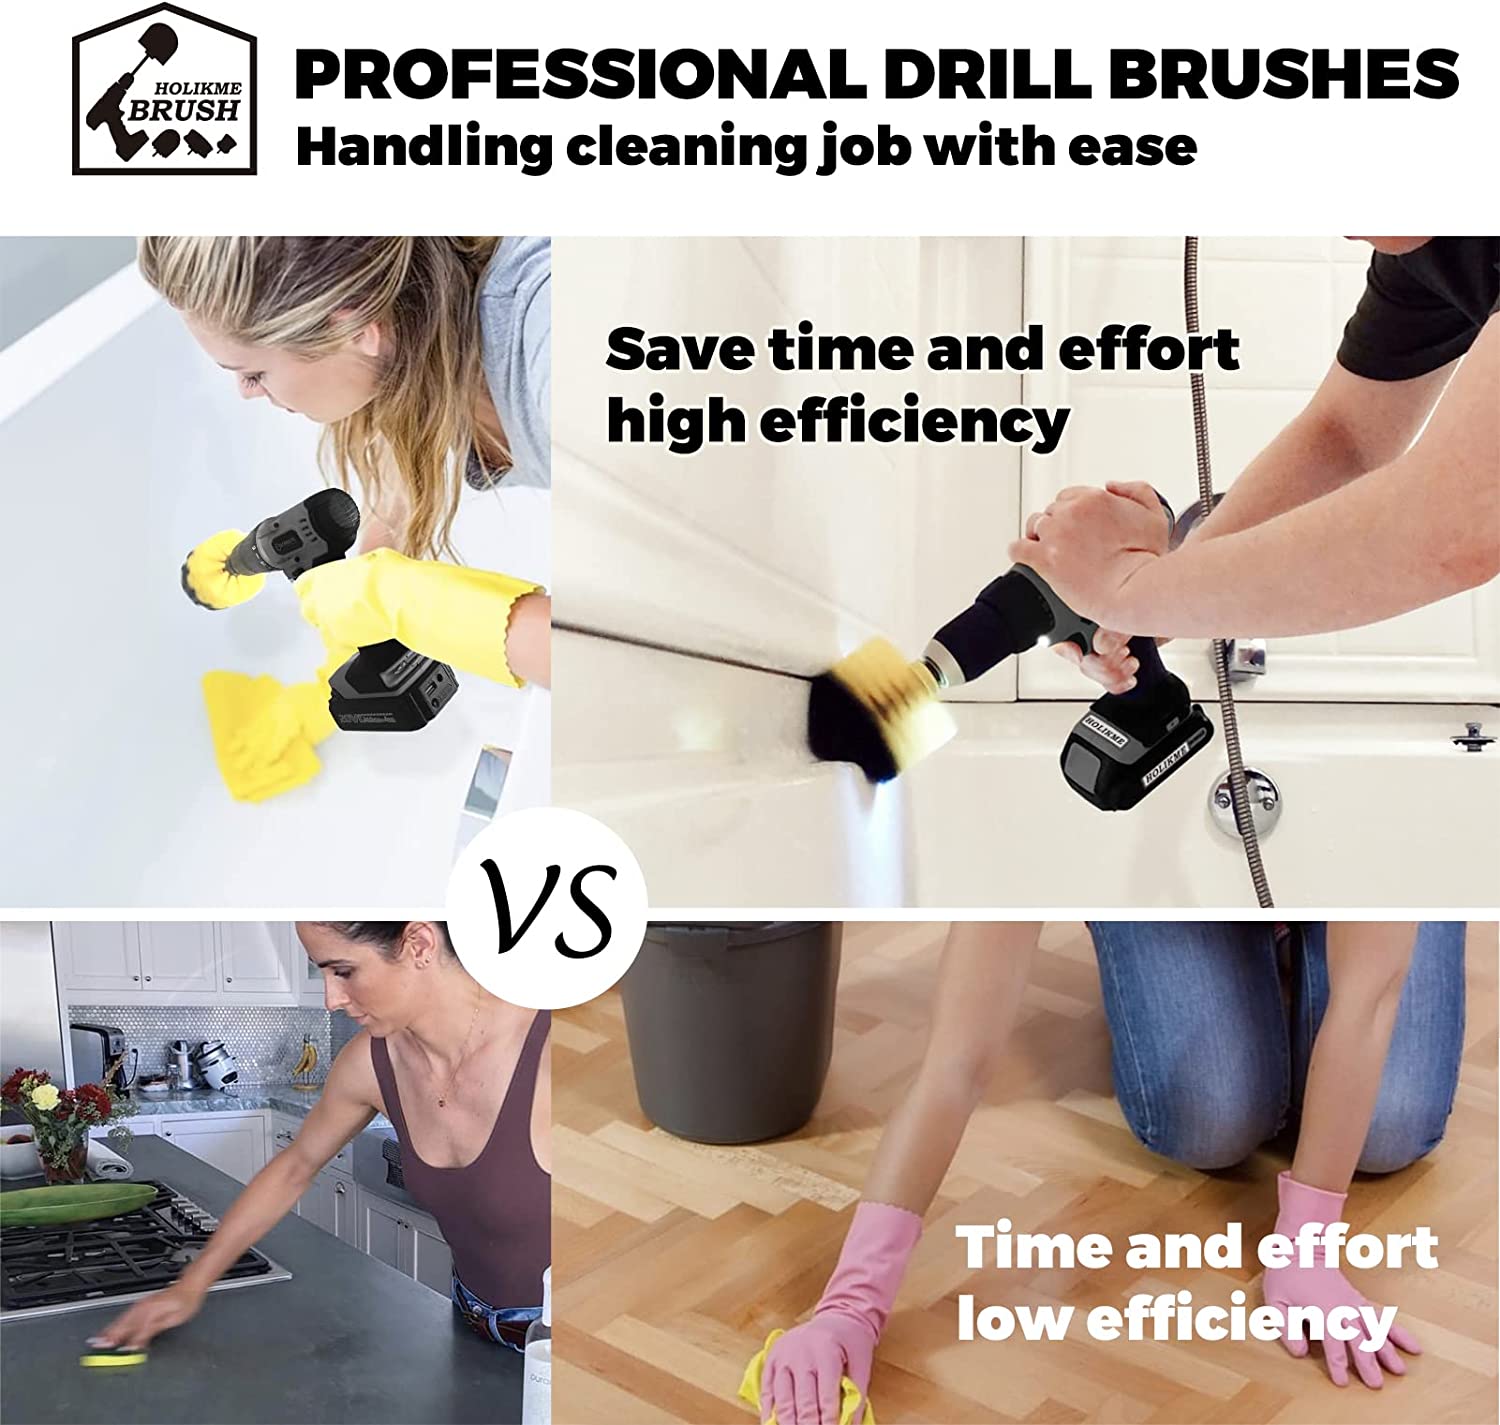 HOLIKME
BRUSH
PROFESSIONAL DRILL BRUSHES
Handling cleaning job with ease
Save time and effort
high efficiency
HOLIKME
HOLIKME
VS
Time and effort
low efficiency